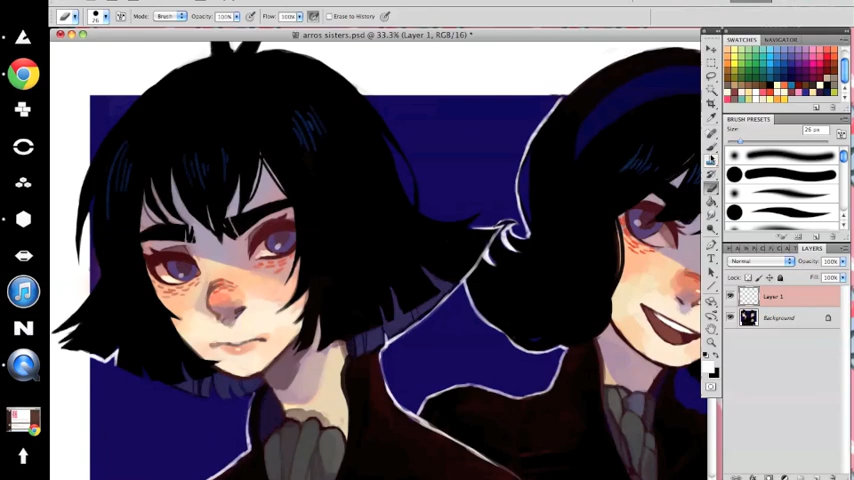 26
Mode: Brush
Opacity: 100%
Flow: 100%
Erase to History
arros sisters.psd @ 33.3% (Layer 1, RGB/16) *
SWATCHES
NAVIGATOR
BRUSH PRESETS
Size:
26 px
LAYERS
Normal
Opacity: 100%
Lock:
Fill: 100%
Layer 1
Background